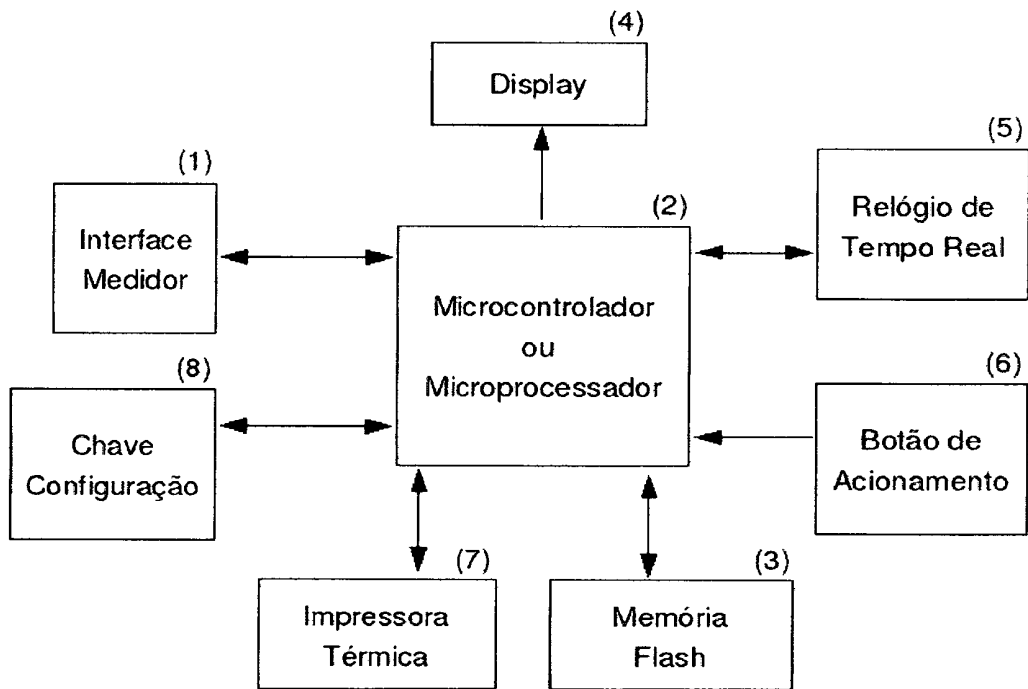 (4)
Display
(1)
Interface
Medidor
(2)
Microcontrolador
ou
Microprocessador
(5)
Relógio de
Tempo Real
(8)
Chave
Configuração
(6)
Botão de
Acionamento
(7)
Impressora
Térmica
(3)
Memória
Flash